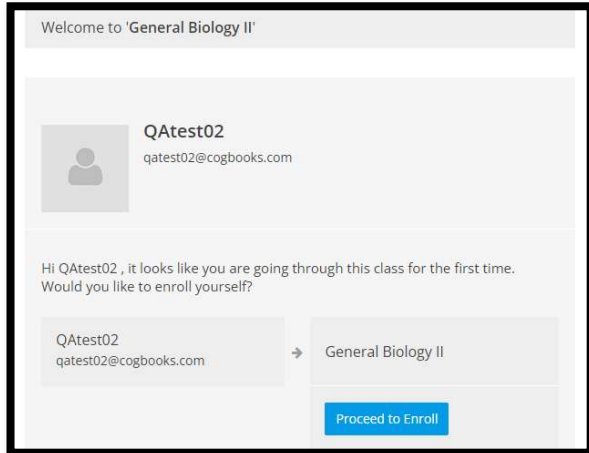 Welcome to 'General Biology II'
QAtest02
qatest02@cogbooks.com
Hi QAtest02 , it looks like you are going through this class for the first time.
Would you like to enroll yourself?
QAtest02
qatest02@cogbooks.com
General Biology II
Proceed to Enroll